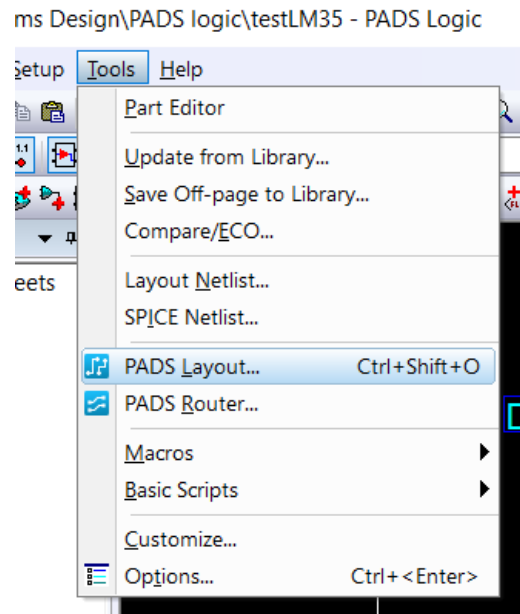 ms Design\PADS logic\testLM35 - PADS Logic
Setup Tools Help
Part Editor
Update from Library...
Save Off-page to Library...
Compare/ECO...
eets
Layout Netlist...
SPICE Netlist...
PADS Layout... Ctrl+Shift+O
PADS Router...
Macros
Basic Scripts
Customize...
Options... Ctrl+<Enter>